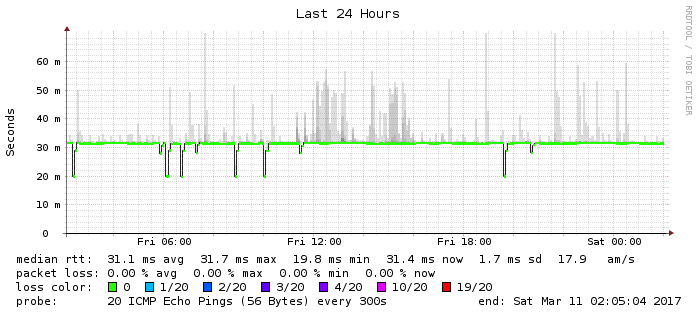 Last 24 Hours
RRDTOOL / TOBI OETIKER
Seconds
60 m
50 m
40 m
30 m
20 m
10 m
0
Fri 06:00 Fri 12:00 Fri 18:00 Sat 00:00
median rtt: 31.1 ms avg 31.7 ms max 19.8 ms min 31.4 ms now 1.7 ms sd 17.9 am/s
packet loss: 0.00 % avg 0.00 % max 0.00 % min 0.00 % now
loss color: 0 1/20 2/20 3/20 4/20 10/20 19/20
probe: 20 ICMP Echo Pings (56 Bytes) every 300s end: Sat Mar 11 02:05:04 2017